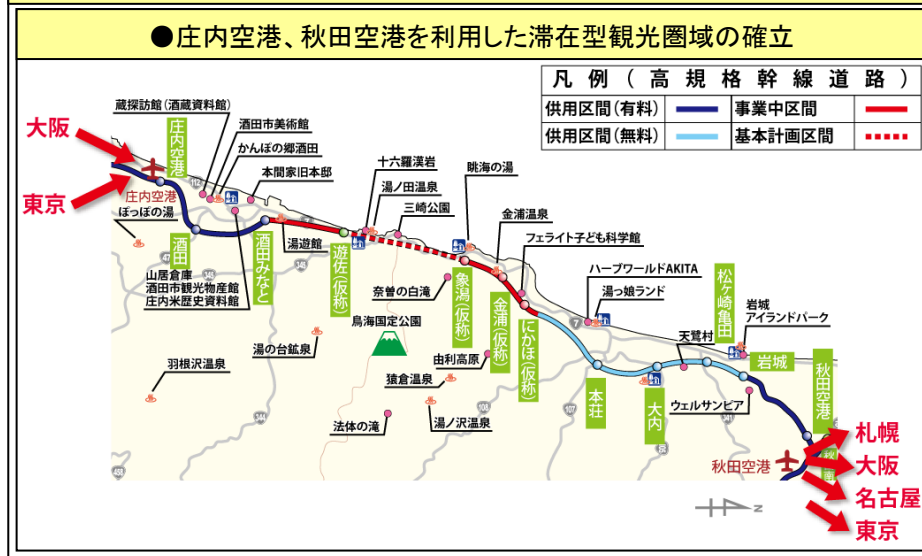 ●庄内空港、秋田空港を利用した滞在型観光圏域の確立
凡例（高規格幹線道路）
供用区間(有料)
事業中区間
供用区間(無料)
基本計画区間
蔵探訪館(酒蔵資料館)
酒田市美術館
かんぽの郷酒田
本間家旧本邸
十六羅漢岩
湯ノ田温泉
三崎公園
眺海の湯
金浦温泉
フェライト子ども科学館
ハーブワールドAKITA
湯っ娘ランド
天鷺村
松ヶ崎亀田
岩城
アイランドパーク
大阪
東京
庄内空港
庄内空港
ぽっぽの湯
酒田
酒田みなと
湯遊館
遊佐(仮称)
象潟(仮称)
金浦(仮称)
にかほ(仮称)
本荘
大内
岩城
秋田空港
山居倉庫
酒田市観光物産館
庄内米歴史資料館
奈曽の白滝
鳥海国定公園
湯の台鉱泉
羽根沢温泉
由利高原
猿倉温泉
湯ノ沢温泉
法体の滝
ウェルサンピア
秋田空港
札幌
大阪
名古屋
東京
112
345
7
108
107
344
458
N